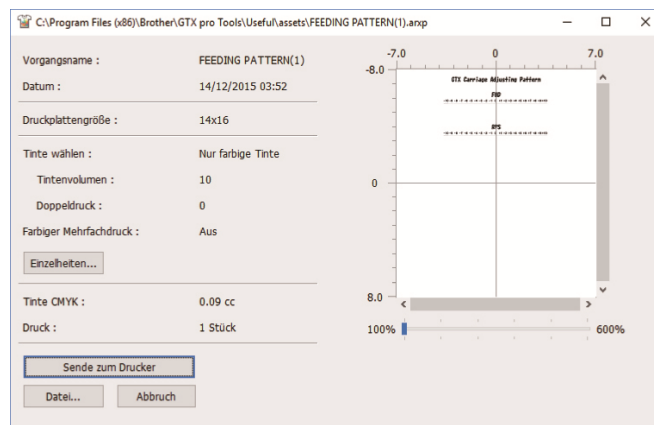 C:\Program Files (x86)\Brother\GTX pro Tools\Useful\assets\FEEDING PATTERN(1).arxp
Vorgangsname : FEEDING PATTERN(1)
Datum : 14/12/2015 03:52
Druckplattengröße : 14x16
Tinte wählen : Nur farbige Tinte
Tintenvolumen : 10
Doppeldruck : 0
Farbiger Mehrfachdruck : Aus
Einzelheiten...
Tinte CMYK : 0.09 cc
Druck : 1 Stück
Sende zum Drucker
Datei... Abbruch
-7.0 0 7.0
-8.0
GTX Carriage Adjusting Pattern
FWD
RPS
0
8.0
100% 600%